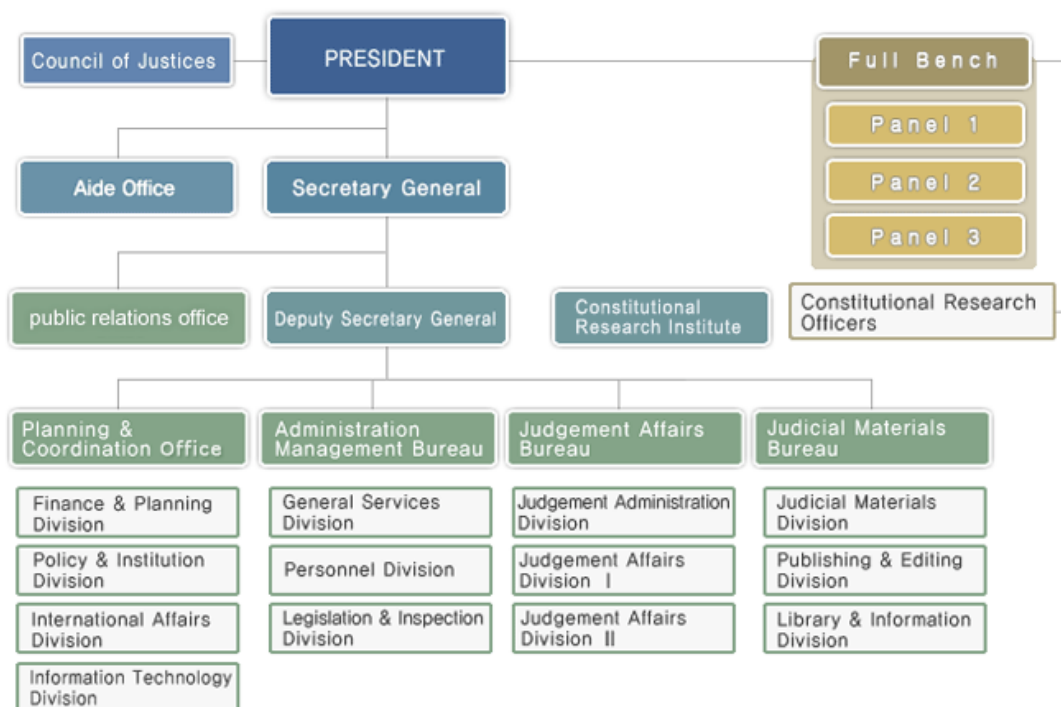 Council of Justices
PRESIDENT
Full Bench
Panel 1
Panel 2
Panel 3
Aide Office
Secretary General
public relations office
Deputy Secretary General
Constitutional
Research Institute
Constitutional Research
Officers
Planning &
Coordination Office
Administration
Management Bureau
Judgement Affairs
Bureau
Judicial Materials
Bureau
Finance & Planning
Division
General Services
Division
Judgement Administration
Division
Judicial Materials
Division
Policy & Institution
Division
Personnel Division
Judgement Affairs
Division I
Publishing & Editing
Division
International Affairs
Division
Legislation & Inspection
Division
Judgement Affairs
Division II
Library & Information
Division
Information Technology
Division